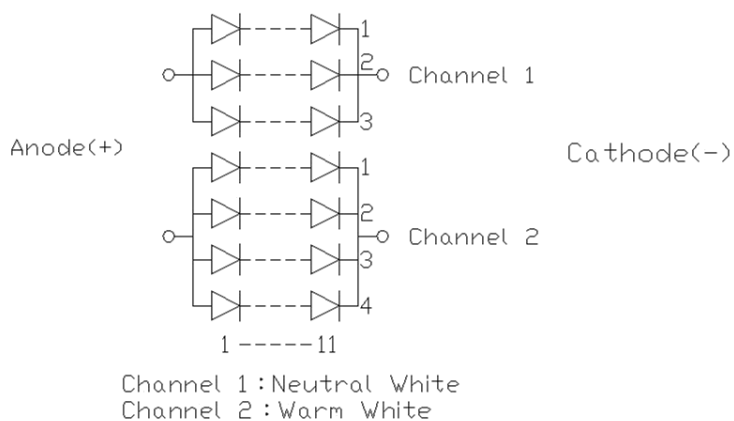 1
2
Channel 1
3
Anode(+)
Cathode(-)
1
2
Channel 2
3
4
1 -----11
Channel 1:Neutral White
Channel 2:Warm White